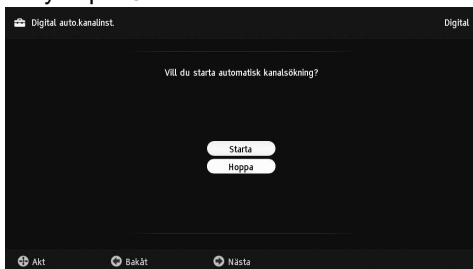 Digital auto.kanalinst. Digital
Vill du starta automatisk kanalsökning?
Starta
Hoppa
Akt Bakåt Nästa